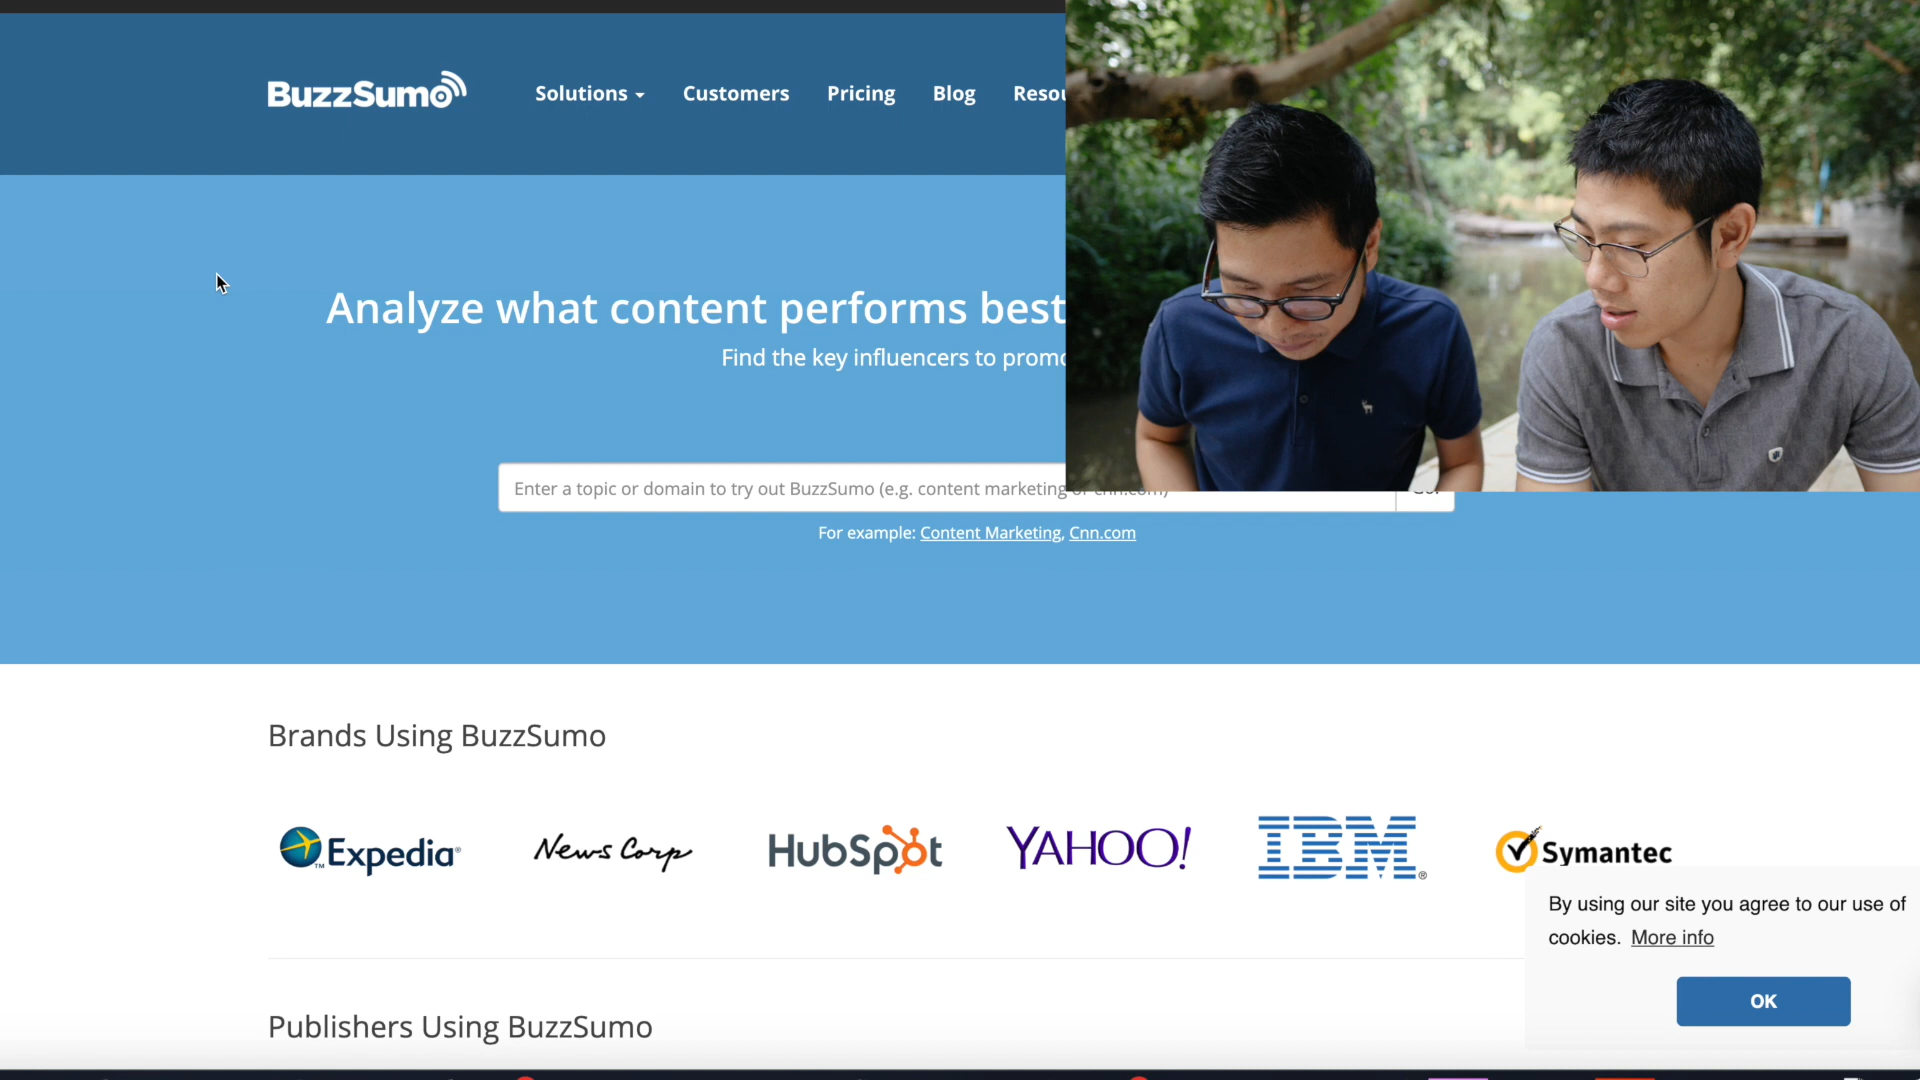 BuzzSumo
Solutions
Customers
Pricing
Blog
Analyze what content performs best
Find the key influencers to
Enter a topic or domain to try out BuzzSumo (e.g. content marketing or cnn.com)
For example: Content Marketing, Cnn.com
Brands Using BuzzSumo
Expedia®
News Corp
HubSpot
YAHOO!
IBM®
Symantec
By using our site you agree to our use of
cookies. More info
OK
Publishers Using BuzzSumo